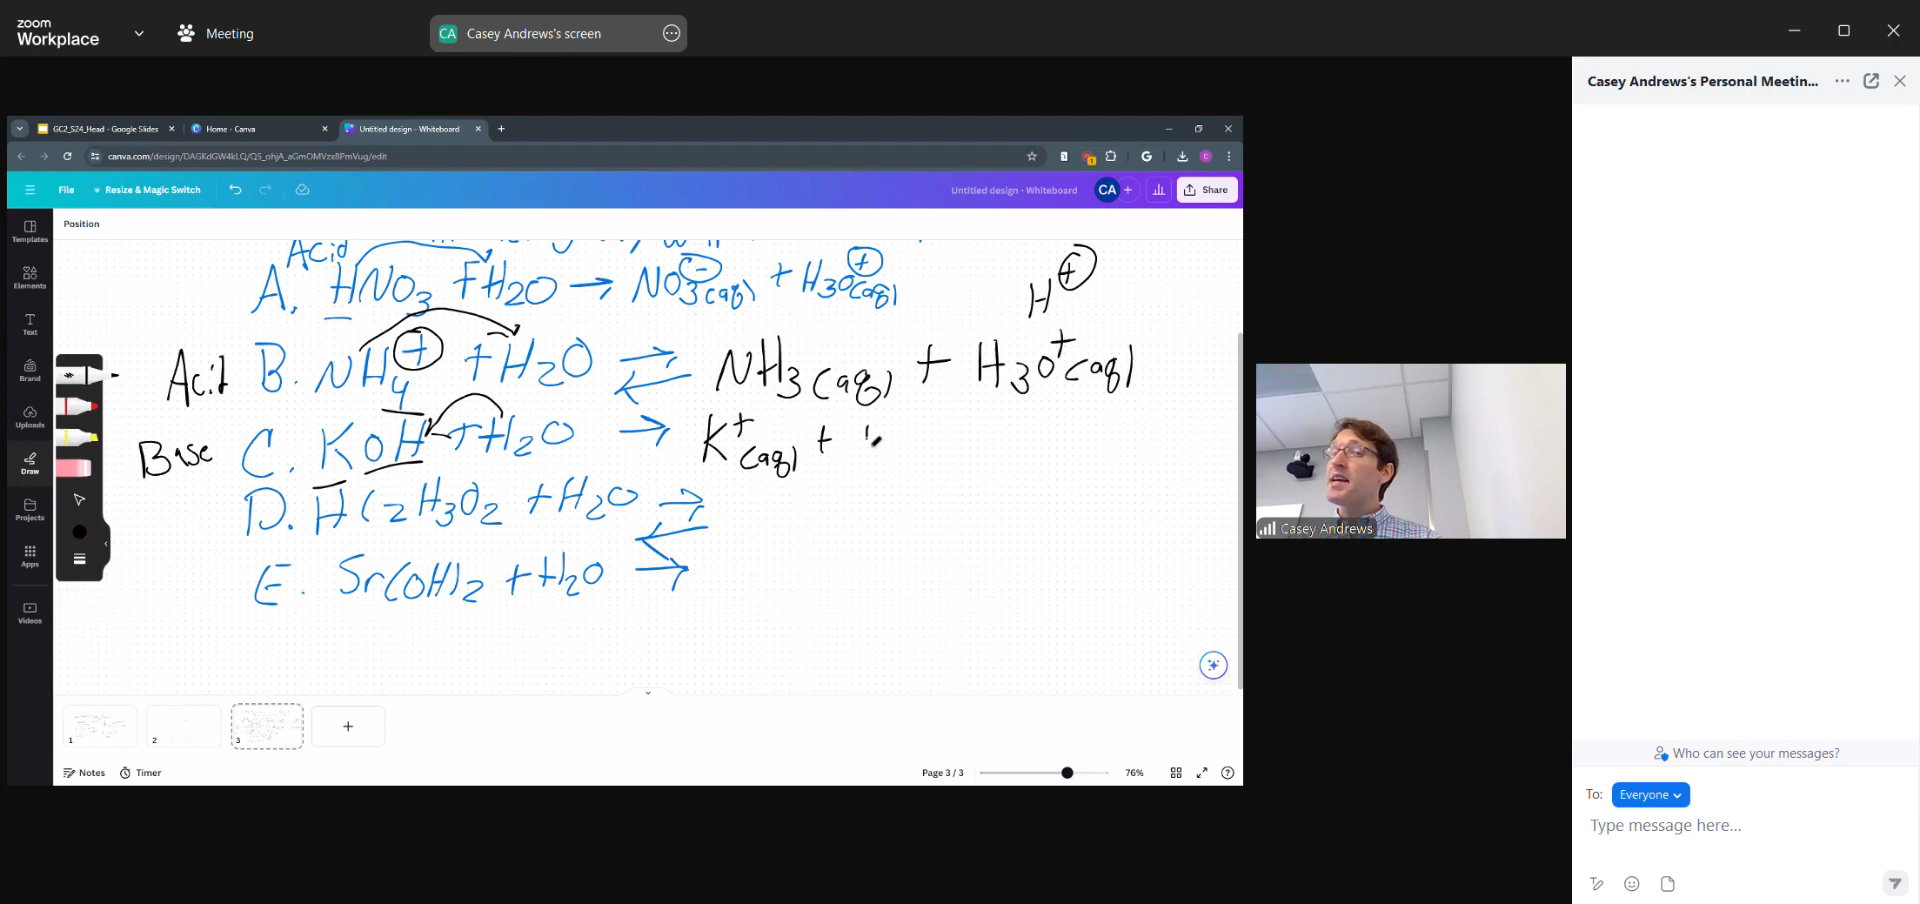 zoom
Workplace
Meeting
CA Casey Andrews's screen
Casey Andrews's Personal Meetin...
GC2_S24_Head - Google Slides
Home - Canva
Untitled design - Whiteboard
canva.com/design/DAGKdGW4kLQ/QS_ohjA_aGmOMVzx8PmVug/edit
File
Resize & Magic Switch
Untitled design - Whiteboard
CA
Share
Position
Templates
Elements
Text
Brand
Uploads
Draw
Projects
Apps
Videos
Acid
A. HNO3 + H2O → NO3(aq) − + H3O(aq) +
H+
Acid B. NH4+ + H2O ⇌ NH3(aq) + H3O+(aq)
Base C. KOH + H2O → K+(aq) +
D. HC2H3O2 + H2O ⇌
E. Sr(OH)2 + H2O →
Casey Andrews
1
2
3
Notes
Timer
Page 3 / 3
76%
Who can see your messages?
To: Everyone
Type message here...